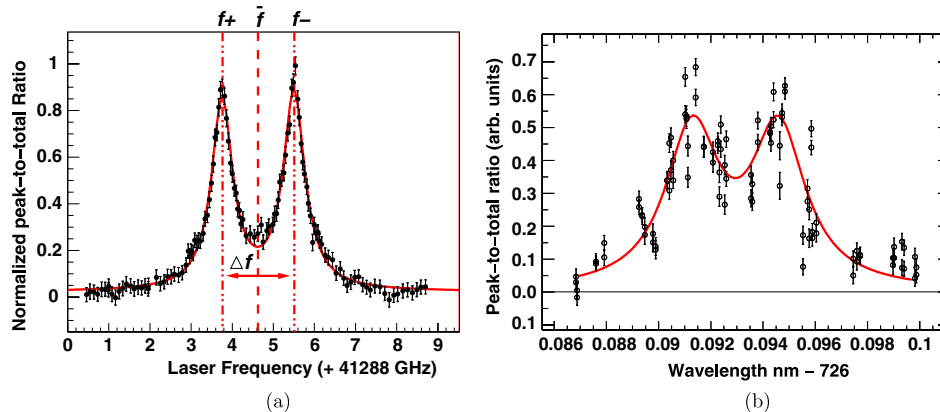 f+ f̄ f−
1
0.8
0.6
0.4
0.2
0
Normalized peak−to−total Ratio
Δf
0 1 2 3 4 5 6 7 8 9
Laser Frequency (+ 41288 GHz)
(a)
0.7
0.6
0.5
0.4
0.3
0.2
0.1
0.0
0.1
Peak−to−total ratio (arb. units)
0.086 0.088 0.09 0.092 0.094 0.096 0.098 0.1
Wavelength nm − 726
(b)